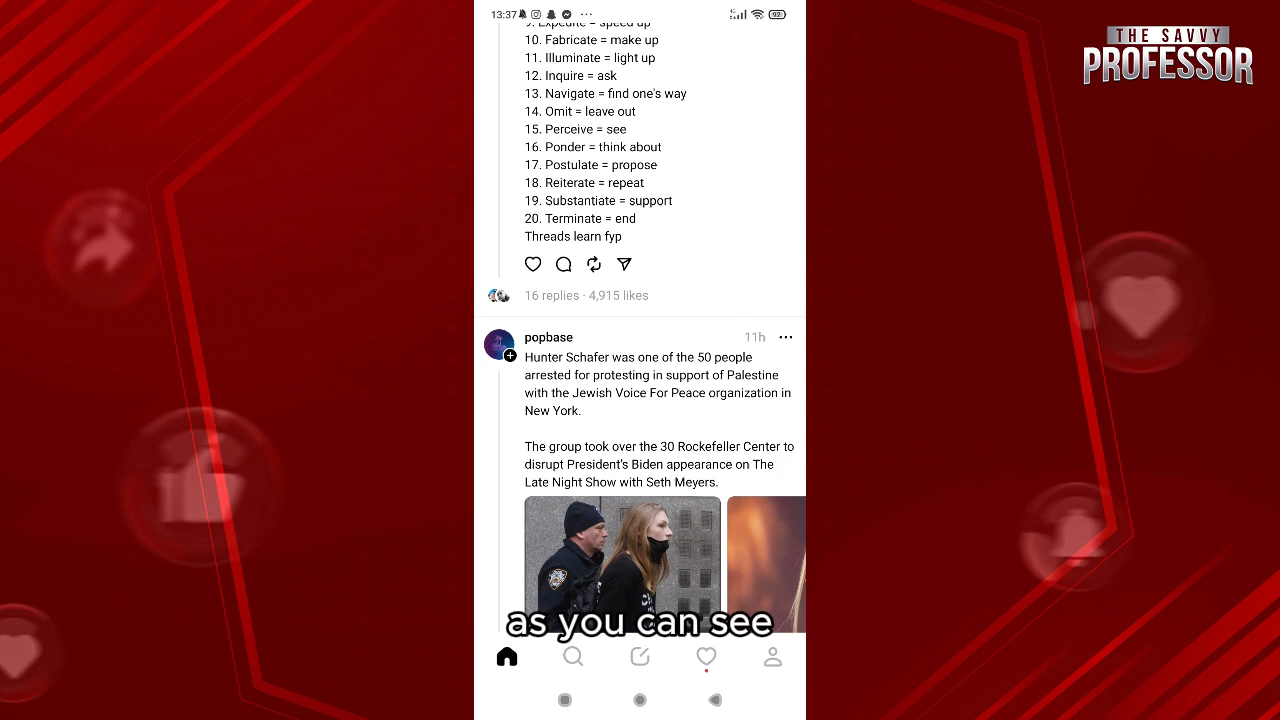 13:37
92
THE SAVVY
PROFESSOR
9. Expedite = speed up
10. Fabricate = make up
11. Illuminate = light up
12. Inquire = ask
13. Navigate = find one's way
14. Omit = leave out
15. Perceive = see
16. Ponder = think about
17. Postulate = propose
18. Reiterate = repeat
19. Substantiate = support
20. Terminate = end
Threads learn fyp
16 replies · 4,915 likes
popbase
11h
Hunter Schafer was one of the 50 people
arrested for protesting in support of Palestine
with the Jewish Voice For Peace organization in
New York.
The group took over the 30 Rockefeller Center to
disrupt President's Biden appearance on The
Late Night Show with Seth Meyers.
as you can see